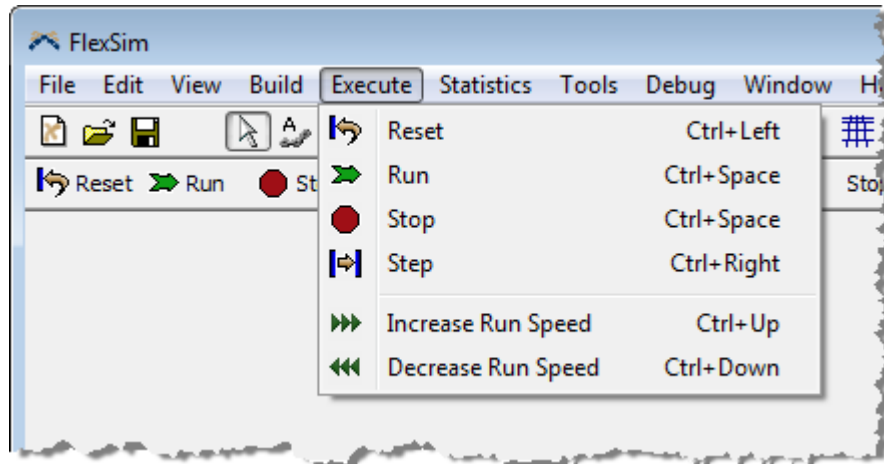 FlexSim
File Edit View Build Execute Statistics Tools Debug Window
Reset Run
Reset Ctrl+Left
Run Ctrl+Space
Stop Ctrl+Space
Step Ctrl+Right
Increase Run Speed Ctrl+Up
Decrease Run Speed Ctrl+Down